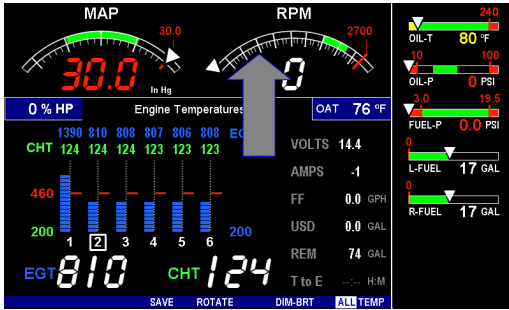 MAP
30.0
30.0
In Hg
RPM
2700
0
0 % HP
Engine Temperatures
OAT 76 ºF
1390 810 808 807 806 808
CHT 124 124 124 123 123 123
460
200
200
1 2 3 4 5 6
EGT 810
CHT 124
VOLTS 14.4
AMPS -1
FF 0.0 GPH
USD 0.0 GAL
REM 74 GAL
T to E --:-- H:M
SAVE ROTATE DIM-BRT ALL TEMP
240
OIL-T 80 ºF
10 100
OIL-P 0 PSI
3.0 19.5
FUEL-P 0.0 PSI
0
L-FUEL 17 GAL
0
R-FUEL 17 GAL